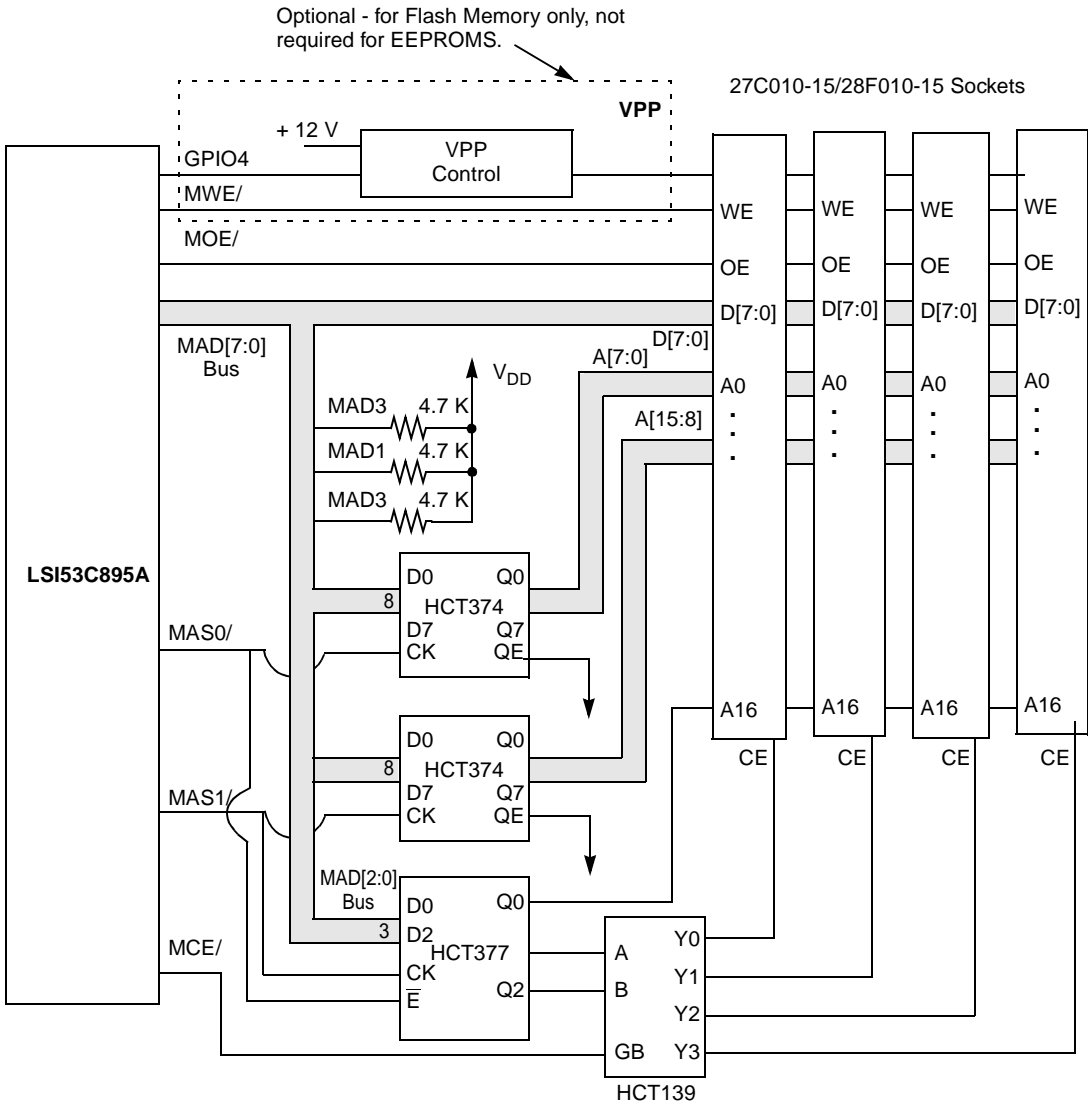 Optional - for Flash Memory only, not
required for EEPROMS.
27C010-15/28F010-15 Sockets
VPP
+ 12 V
VPP
Control
GPIO4
MWE/
MOE/
WE
WE
WE
WE
OE
OE
OE
OE
D[7:0]
D[7:0]
D[7:0]
D[7:0]
MAD[7:0]
Bus
D[7:0]
A[7:0]
VDD
A0
A0
A0
A0
MAD3
4.7 K
A[15:8]
MAD1
4.7 K
MAD3
4.7 K
LSI53C895A
D0
Q0
8
HCT374
D7
Q7
CK
QE
MAS0/
A16
A16
A16
A16
CE
CE
CE
CE
D0
Q0
8
HCT374
D7
Q7
CK
QE
MAS1/
MAD[2:0]
Bus
D0
Q0
3
D2
HCT377
CK
E
Q2
MCE/
A
B
GB
Y0
Y1
Y2
Y3
HCT139